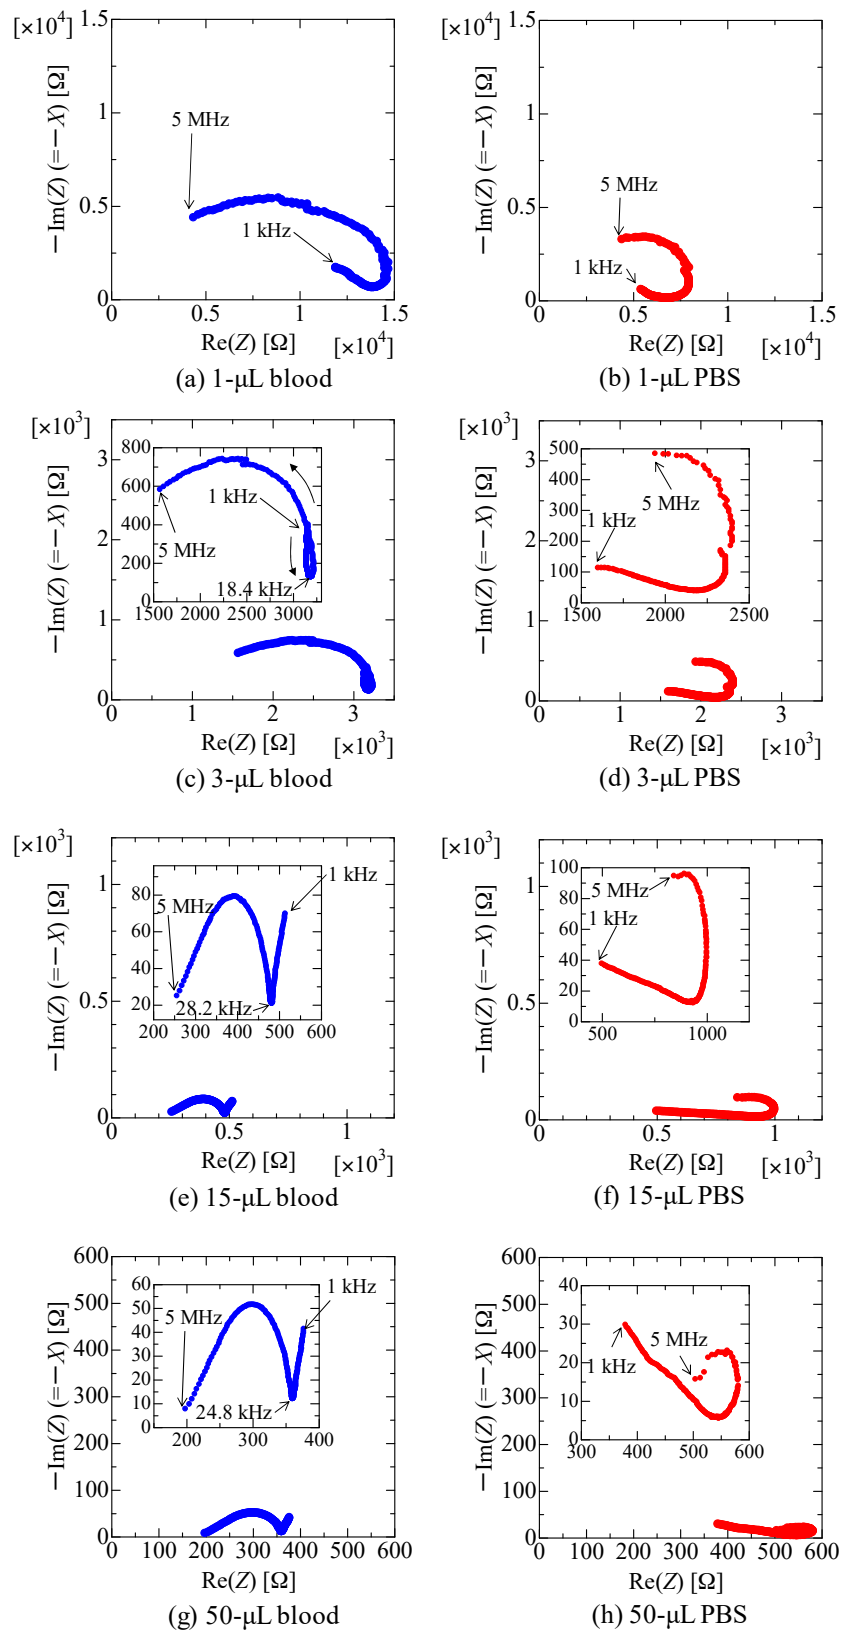 [×10⁴]
1.5
1
0.5
0
−Im(Z) (=−X) [Ω]
5 MHz
1 kHz
0
0.5
1
1.5
Re(Z) [Ω]
[×10⁴]
(a) 1-μL blood
[×10⁴]
1.5
1
0.5
0
−Im(Z) (=−X) [Ω]
5 MHz
1 kHz
0
0.5
1
1.5
Re(Z) [Ω]
[×10⁴]
(b) 1-μL PBS
[×10³]
3
2
1
0
−Im(Z) (=−X) [Ω]
800
600
400
200
0
1 kHz
5 MHz
18.4 kHz
1500 2000 2500 3000
0 1 2 3
Re(Z) [Ω]
[×10³]
(c) 3-μL blood
[×10³]
3
2
1
0
−Im(Z) (=−X) [Ω]
500
400
300
200
100
0
5 MHz
1 kHz
1500 2000 2500
0 1 2 3
Re(Z) [Ω]
[×10³]
(d) 3-μL PBS
[×10³]
1
0.5
0
−Im(Z) (=−X) [Ω]
80
60
40
20
1 kHz
5 MHz
28.2 kHz
200 300 400 500 600
0 0.5 1
Re(Z) [Ω]
[×10³]
(e) 15-μL blood
[×10³]
1
0.5
0
−Im(Z) (=−X) [Ω]
100
80
60
40
20
0
5 MHz
1 kHz
500 1000
0 0.5 1
Re(Z) [Ω]
[×10³]
(f) 15-μL PBS
600
500
400
300
200
100
0
−Im(Z) (=−X) [Ω]
60
50
40
30
20
10
0
5 MHz
1 kHz
24.8 kHz
200 300 400
0 100 200 300 400 500 600
Re(Z) [Ω]
(g) 50-μL blood
600
500
400
300
200
100
0
−Im(Z) (=−X) [Ω]
40
30
20
10
0
5 MHz
1 kHz
300 400 500 600
0 100 200 300 400 500 600
Re(Z) [Ω]
(h) 50-μL PBS